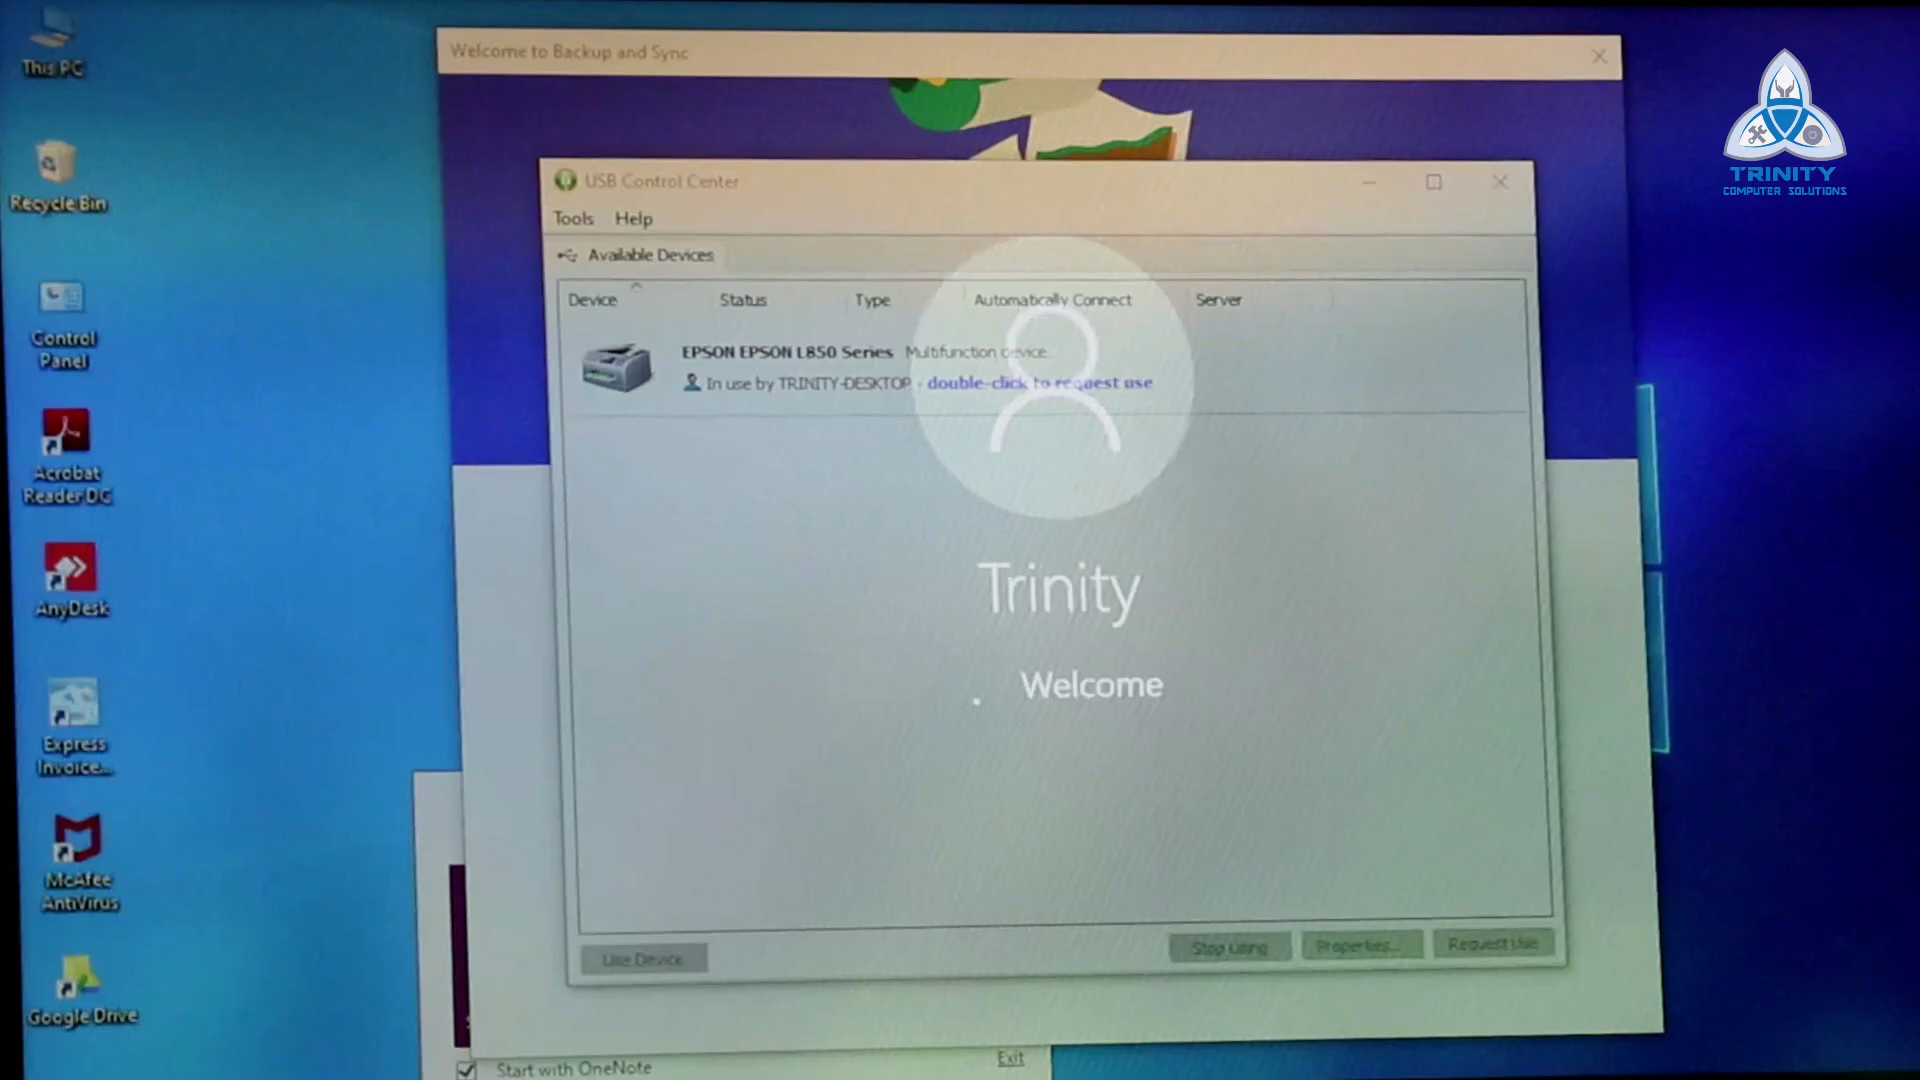 This PC
Recycle Bin
Control
Panel
Acrobat
Reader DC
AnyDesk
Express
Invoice...
McAfee
AntiVirus
Google Drive
Welcome to Backup and Sync
USB Control Center
Tools Help
Available Devices
Device Status Type Automatically Connect Server
EPSON EPSON L850 Series Multifunction device...
In use by TRINITY-DESKTOP - double-click to request use
Trinity
Welcome
Use Device Stop Using Properties... Request Use
Start with OneNote
Exit
TRINITY
COMPUTER SOLUTIONS